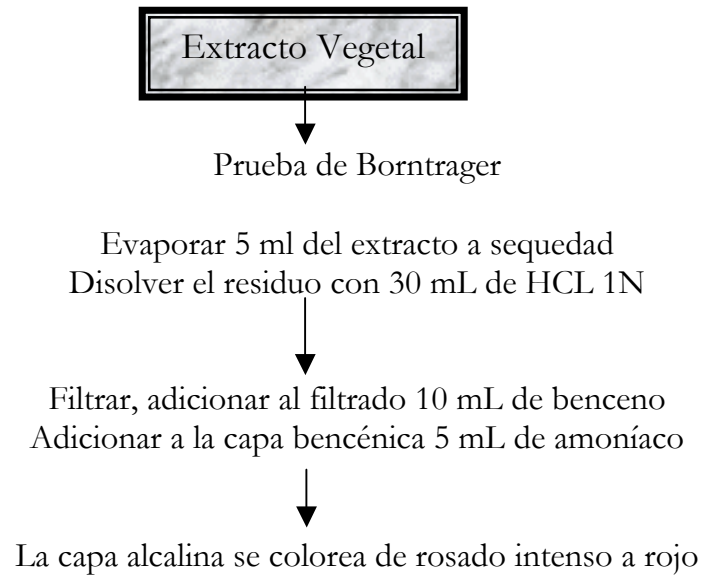 Extracto Vegetal
Prueba de Borntrager
Evaporar 5 ml del extracto a sequedad
Disolver el residuo con 30 mL de HCL 1N
Filtrar, adicionar al filtrado 10 mL de benceno
Adicionar a la capa bencénica 5 mL de amoníaco
La capa alcalina se colorea de rosado intenso a rojo